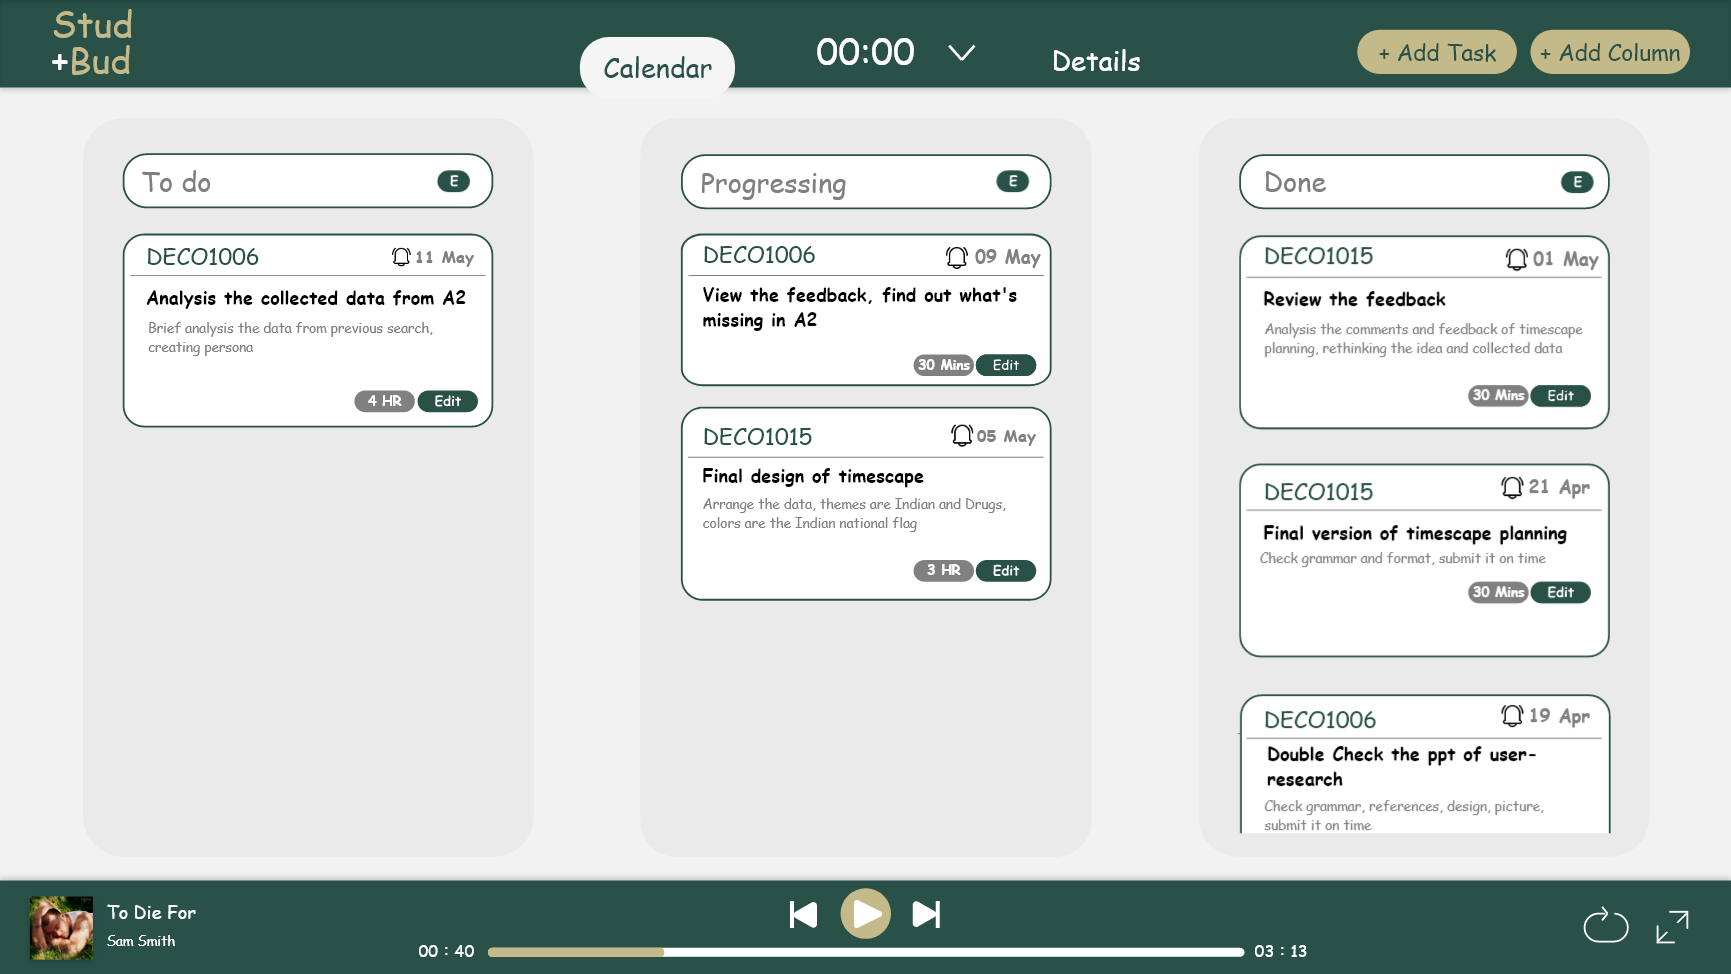 Stud
+Bud
Calendar
00:00
Details
+ Add Task
+ Add Column
To do
E
DECO1006
11 May
Analysis the collected data from A2
Brief analysis the data from previous search,
creating persona
4 HR
Edit
Progressing
E
DECO1006
09 May
View the feedback, find out what's
missing in A2
30 Mins
Edit
DECO1015
05 May
Final design of timescape
Arrange the data, themes are Indian and Drugs,
colors are the Indian national flag
3 HR
Edit
Done
E
DECO1015
01 May
Review the feedback
Analysis the comments and feedback of timescape
planning, rethinking the idea and collected data
30 Mins
Edit
DECO1015
21 Apr
Final version of timescape planning
Check grammar and format, submit it on time
30 Mins
Edit
DECO1006
19 Apr
Double Check the ppt of user-
research
Check grammar, references, design, picture,
submit it on time
To Die For
Sam Smith
00 : 40
03 : 13